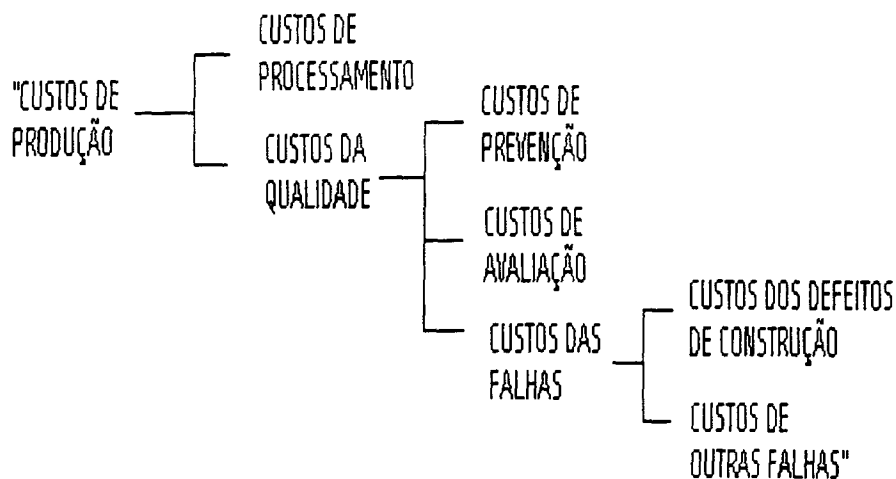 "CUSTOS DE
PRODUÇÃO
CUSTOS DE
PROCESSAMENTO
CUSTOS DA
QUALIDADE
CUSTOS DE
PREVENÇÃO
CUSTOS DE
AVALIAÇÃO
CUSTOS DAS
FALHAS
CUSTOS DOS DEFEITOS
DE CONSTRUÇÃO
CUSTOS DE
OUTRAS FALHAS"